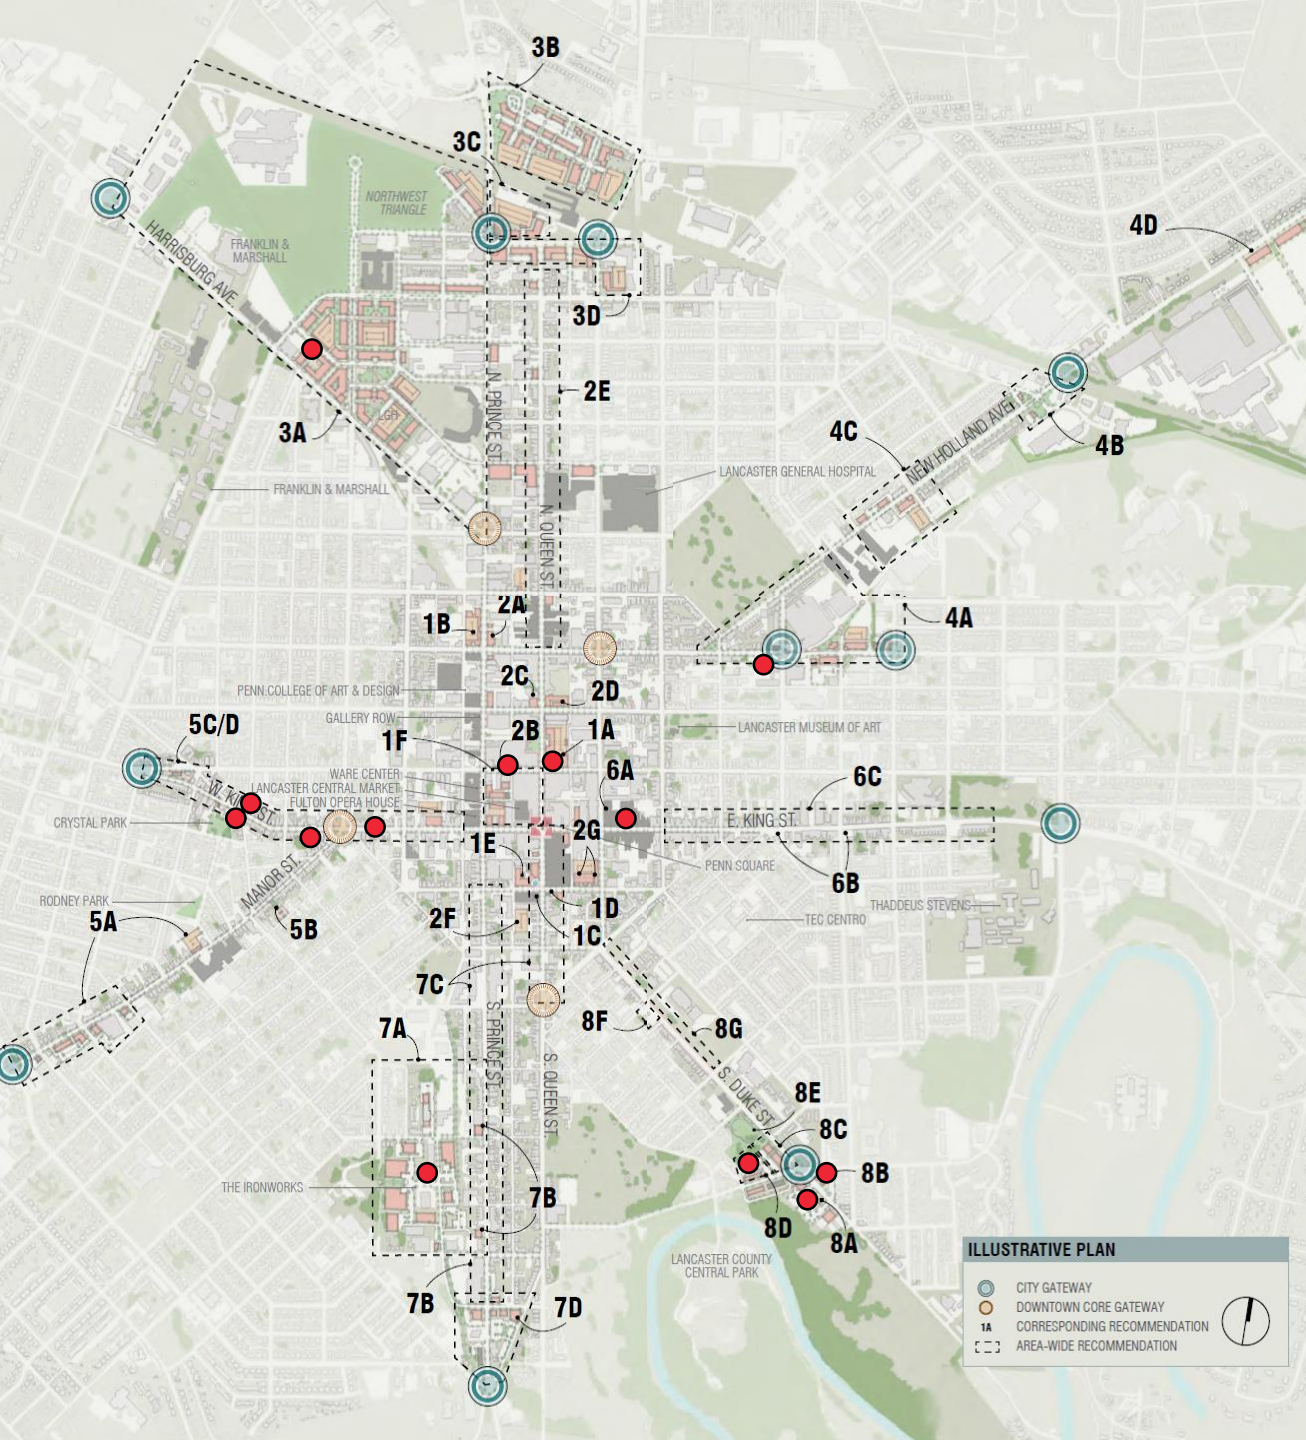 3B
3C
NORTHWEST
TRIANGLE
4D
HARRISBURG AVE.
FRANKLIN &
MARSHALL
3D
2E
N. PRINCE ST.
LGH
3A
4C
NEW HOLLAND AVE.
4B
LANCASTER GENERAL HOSPITAL
FRANKLIN & MARSHALL
N. QUEEN ST.
2A
1B
4A
2C
2D
PENN COLLEGE OF ART & DESIGN
GALLERY ROW
5C/D
1F
2B
1A
LANCASTER MUSEUM OF ART
WARE CENTER
LANCASTER CENTRAL MARKET
FULTON OPERA HOUSE
6A
6C
W. KING ST.
CRYSTAL PARK
E. KING ST.
2G
1E
PENN SQUARE
6B
MANOR ST.
RODNEY PARK
5A
5B
2F
1D
1C
THADDEUS STEVENS
TEC CENTRO
7C
8F
8G
7A
S. PRINCE ST.
S. QUEEN ST.
S. DUKE ST.
8E
8C
8B
THE IRONWORKS
7B
8D
8A
LANCASTER COUNTY
CENTRAL PARK
7B
7D
ILLUSTRATIVE PLAN
CITY GATEWAY
DOWNTOWN CORE GATEWAY
1A CORRESPONDING RECOMMENDATION
AREA-WIDE RECOMMENDATION